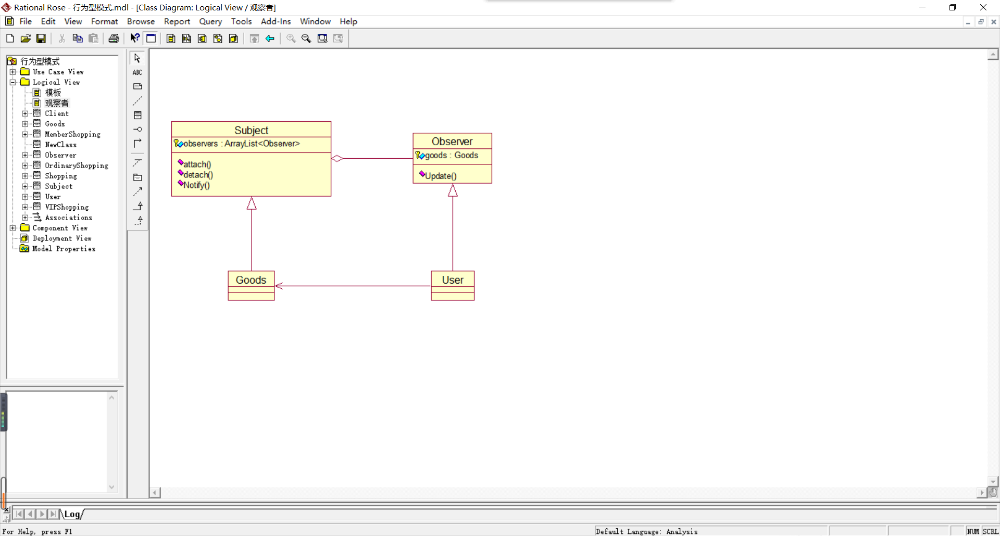 Rational Rose - 行为型模式.mdl - [Class Diagram: Logical View / 观察者]
File Edit View Format Browse Report Query Tools Add-Ins Window Help
行为型模式
Use Case View
Logical View
模板
观察者
Client
Goods
MemberShopping
NewClass
Observer
OrdinaryShopping
Shopping
Subject
User
VIPShopping
Associations
Component View
Deployment View
Model Properties
ABC
Subject
observers : ArrayList<Observer>
attach()
detach()
Notify()
Observer
goods : Goods
Update()
Goods
User
Log
For Help, press F1
Default Language: Analysis
NUM
SCRL